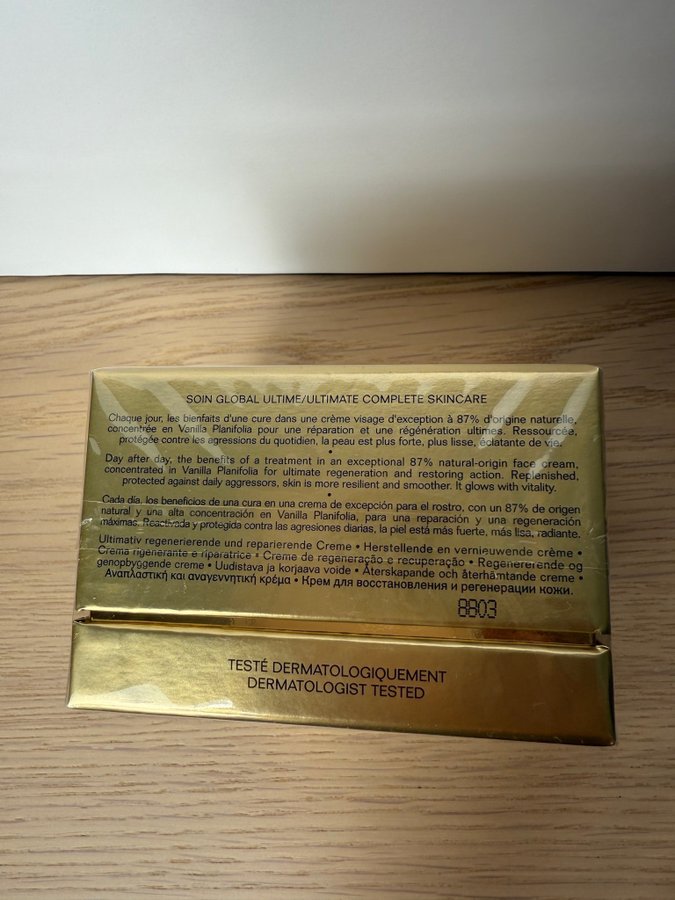 SOIN GLOBAL ULTIME/ULTIMATE COMPLETE SKINCARE
Chaque jour, les bienfaits d'une cure dans une crème visage d'exception à 87% d'origine naturelle,
concentrée en Vanilla Planifolia pour une réparation et une régénération ultimes. Ressourcée,
protégée contre les agressions du quotidien, la peau est plus forte, plus lisse, éclatante de vie.
•
Day after day, the benefits of a treatment in an exceptional 87% natural-origin face cream,
concentrated in Vanilla Planifolia for ultimate regeneration and restoring action. Replenished,
protected against daily aggressors, skin is more resilient and smoother. It glows with vitality.
•
Cada día, los beneficios de una cura en una crema de excepción para el rostro, con un 87% de origen
natural y una alta concentración en Vanilla Planifolia, para una reparación y una regeneración
máximas. Reactivada y protegida contra las agresiones diarias, la piel está más fuerte, más lisa, radiante.
Ultimativ regenerierende und reparierende Creme • Herstellende en vernieuwende crème •
Crema rigenerante e riparatrice • Creme de regeneração e recuperação • Regenererende og
genopbyggende creme • Uudistava ja korjaava voide • Återskapande och återhämtande creme •
Αναπλαστική και αναγεννητική κρέμα • Крем для восстановления и регенерации кожи.
8803
TESTÉ DERMATOLOGIQUEMENT
DERMATOLOGIST TESTED